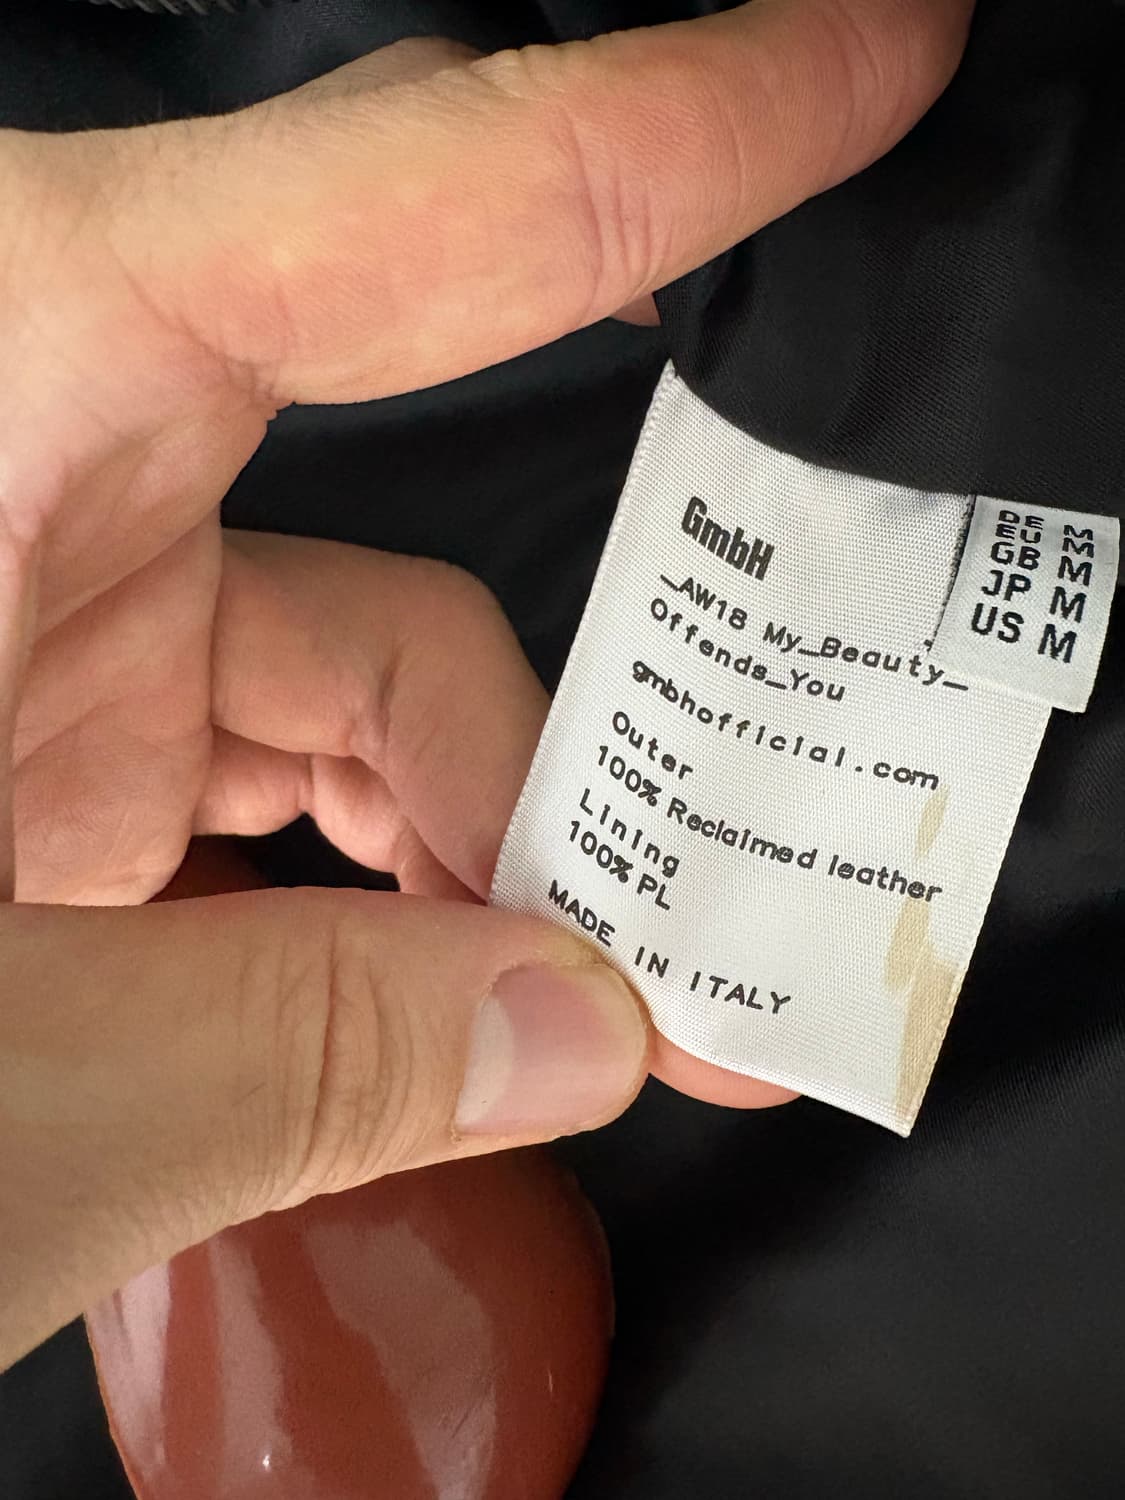 GmbH
_AW18 My_Beauty_
Offends_You
gmbhofficial.com
Outer
100% Reclaimed leather
Lining
100% PL
MADE IN ITALY
DE M
EU M
GB M
JP M
US M